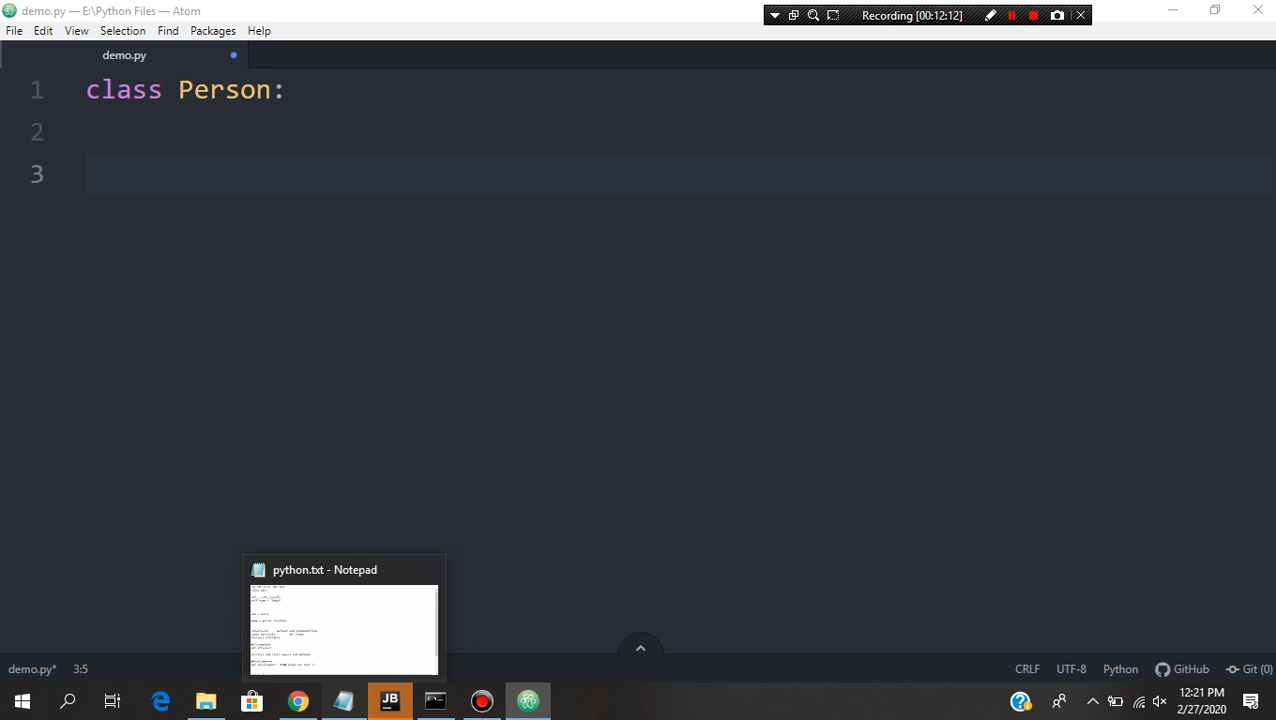 demo.py — E:\Python Files — Atom
Recording [00:12:12]
File Edit View Selection Find Packages Help
demo.py
1 class Person:
2
3
python.txt - Notepad
demo.py* 3:5
CRLF UTF-8 Pyth GitHub Git (0)
JB
12:21 PM
2/27/2020